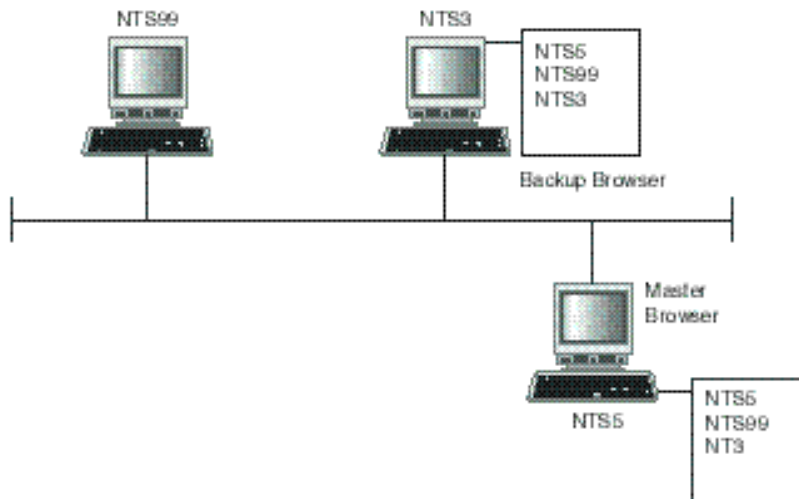 NTS99
NTS3
NTS5
NTS99
NTS3
Backup Browser
Master
Browser
NTS5
NTS5
NTS99
NT3